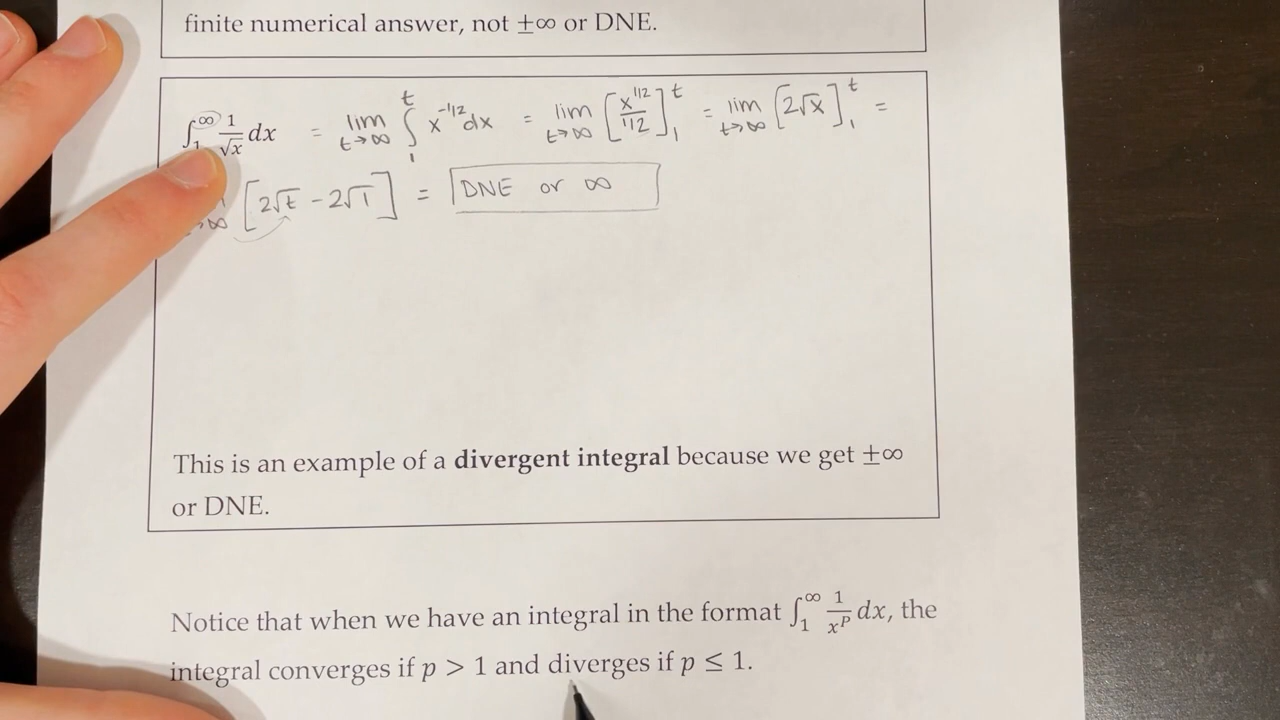 finite numerical answer, not ±∞ or DNE.
∫₁^∞ 1/√x dx = lim t→∞ ∫₁^t x^(-1/2) dx = lim t→∞ [x^(1/2)/(1/2)]₁^t = lim t→∞ [2√x]₁^t =
→∞ [2√t - 2√1] = DNE or ∞
This is an example of a divergent integral because we get ±∞
or DNE.
Notice that when we have an integral in the format ∫₁^∞ 1/x^P dx, the
integral converges if p > 1 and diverges if p ≤ 1.